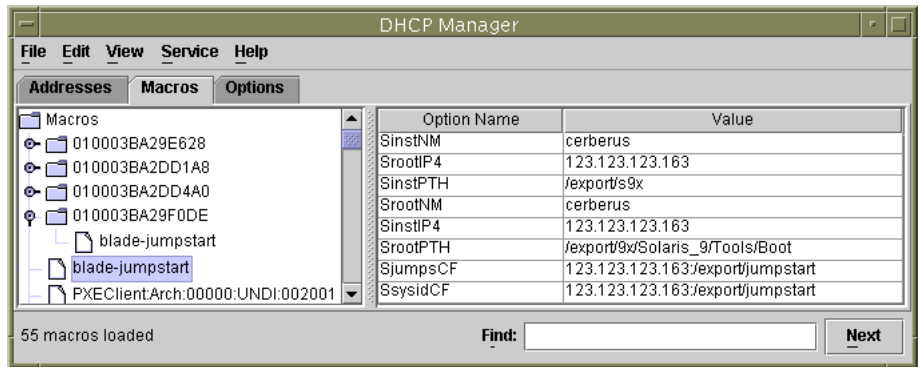 DHCP Manager
File Edit View Service Help
Addresses Macros Options
Macros
010003BA29E628
010003BA2DD1A8
010003BA2DD4A0
010003BA29F0DE
blade-jumpstart
blade-jumpstart
PXEClient:Arch:00000:UNDI:002001
Option Name Value
SinstNM cerberus
SrootIP4 123.123.123.163
SinstPTH /export/s9x
SrootNM cerberus
SinstIP4 123.123.123.163
SrootPTH /export/9x/Solaris_9/Tools/Boot
SjumpsCF 123.123.123.163:/export/jumpstart
SsysidCF 123.123.123.163:/export/jumpstart
55 macros loaded
Find:
Next